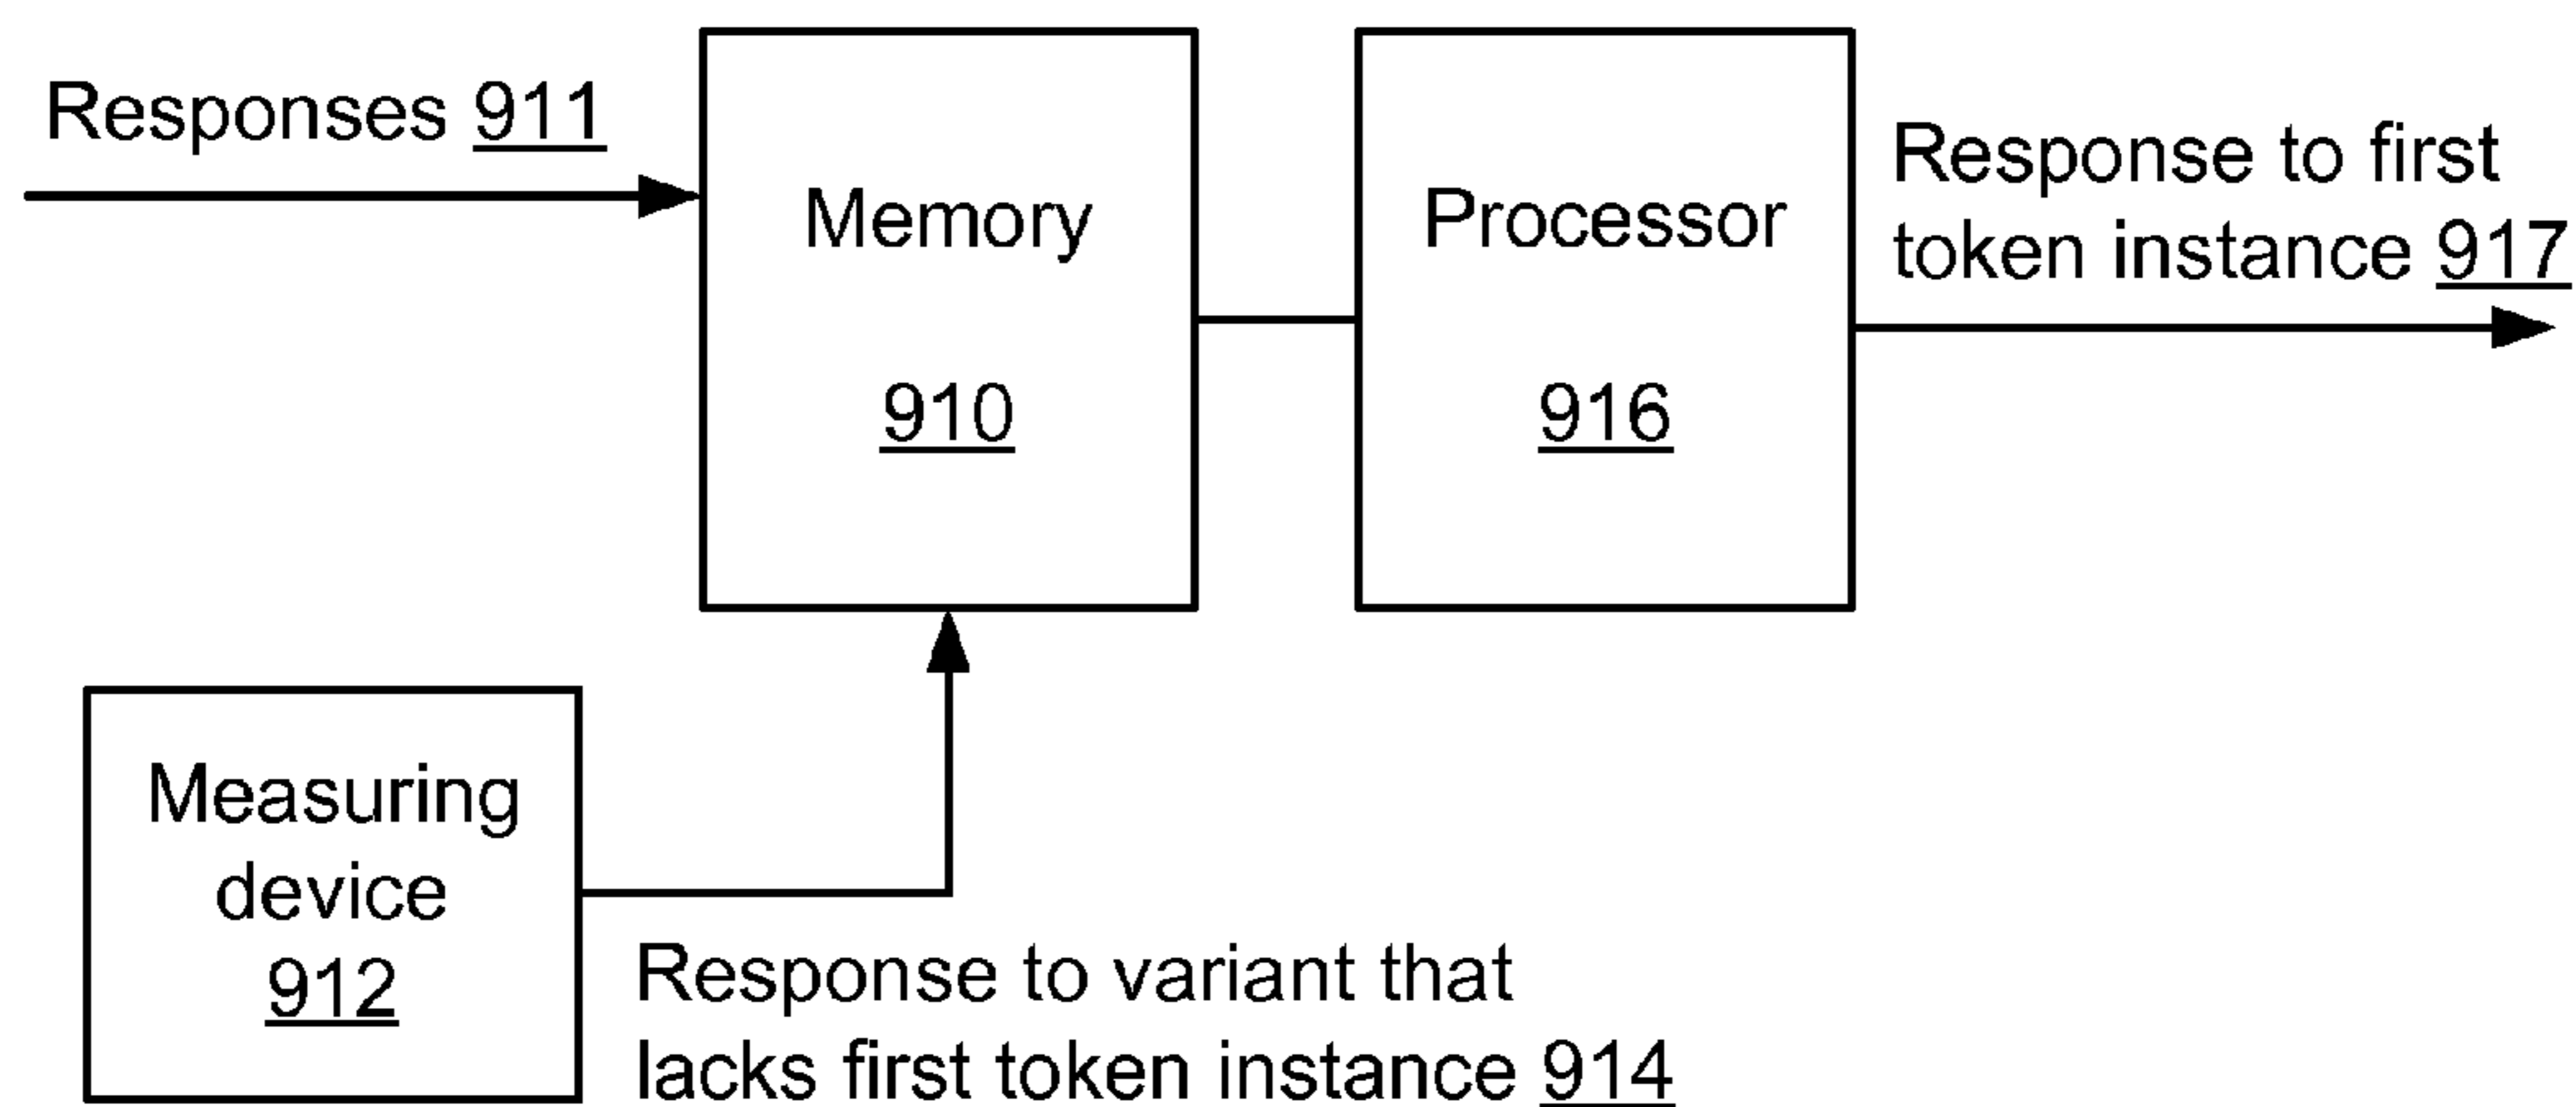 Responses 911
Memory
910
Processor
916
Response to first
token instance 917
Measuring
device
912
Response to variant that
lacks first token instance 914